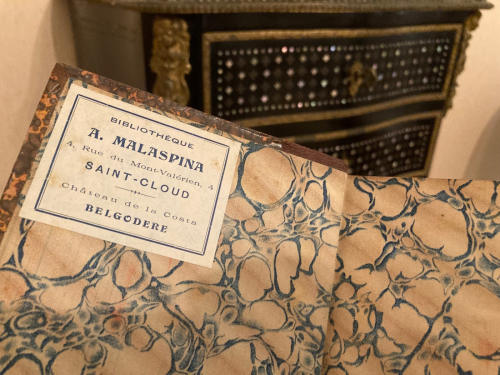 BIBLIOTHÈQUE
A. MALASPINA
4, Rue du Mont-Valérien, 4
SAINT-CLOUD
Château de la Costa
BELGODERE